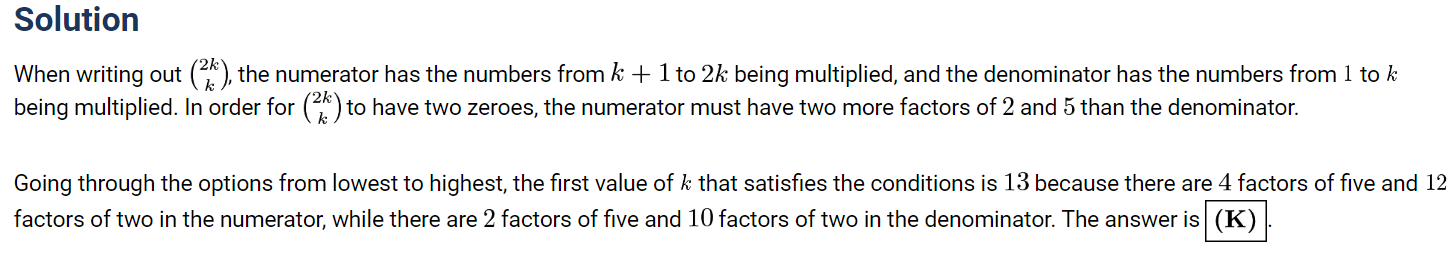 Solution
When writing out $\binom{2k}{k}$, the numerator has the numbers from $k + 1$ to $2k$ being multiplied, and the denominator has the numbers from $1$ to $k$
being multiplied. In order for $\binom{2k}{k}$ to have two zeroes, the numerator must have two more factors of $2$ and $5$ than the denominator.
Going through the options from lowest to highest, the first value of $k$ that satisfies the conditions is $13$ because there are $4$ factors of five and $12$
factors of two in the numerator, while there are $2$ factors of five and $10$ factors of two in the denominator. The answer is $\boxed{\textbf{(K)}}$.